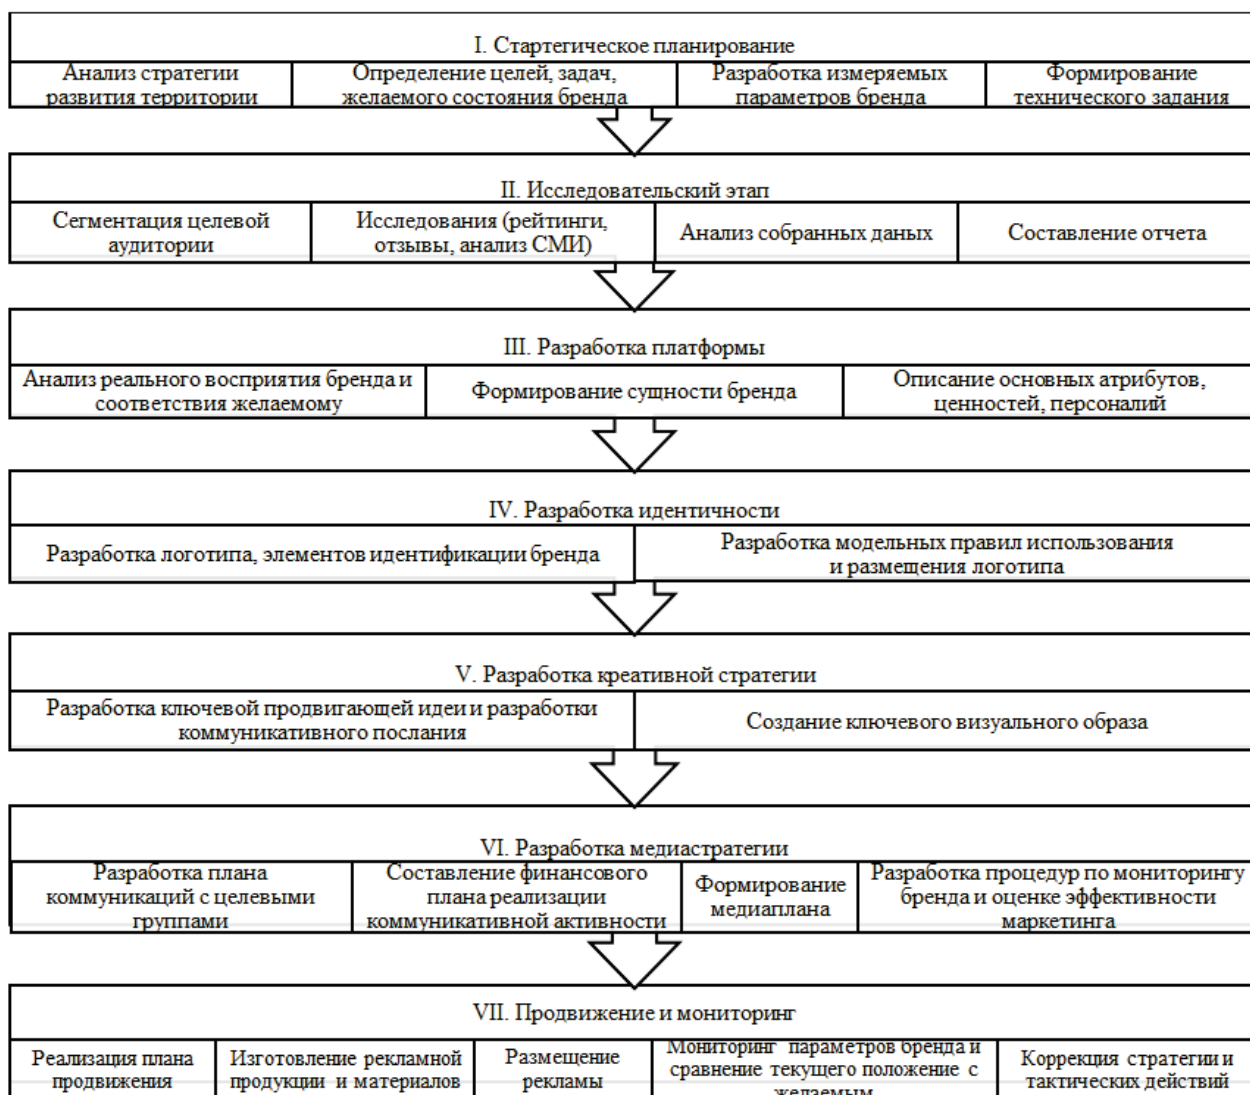 I. Стартегическое планирование
Анализ стратегии
развития территории
Определение целей, задач,
желаемого состояния бренда
Разработка измеряемых
параметров бренда
Формирование
технического задания
II. Исследовательский этап
Сегментация целевой
аудитории
Исследования (рейтинги,
отзывы, анализ СМИ)
Анализ собранных даных
Составление отчета
III. Разработка платформы
Анализ реального восприятия бренда и
соответствия желаемому
Формирование сущности бренда
Описание основных атрибутов,
ценностей, персоналий
IV. Разработка идентичности
Разработка логотипа, элементов идентификации бренда
Разработка модельных правил использования
и размещения логотипа
V. Разработка креативной стратегии
Разработка ключевой продвигающей идеи и разработки
коммуникативного послания
Создание ключевого визуального образа
VI. Разработка медиастратегии
Разработка плана
коммуникаций с целевыми
группами
Составление финансового
плана реализации
коммуникативной активности
Формирование
медиаплана
Разработка процедур по мониторингу
бренда и оценке эффективности
маркетинга
VII. Продвижение и мониторинг
Реализация плана
продвижения
Изготовление рекламной
продукции и материалов
Размещение
рекламы
Мониторинг параметров бренда и
сравнение текущего положение с
желаемым
Коррекция стратегии и
тактических действий